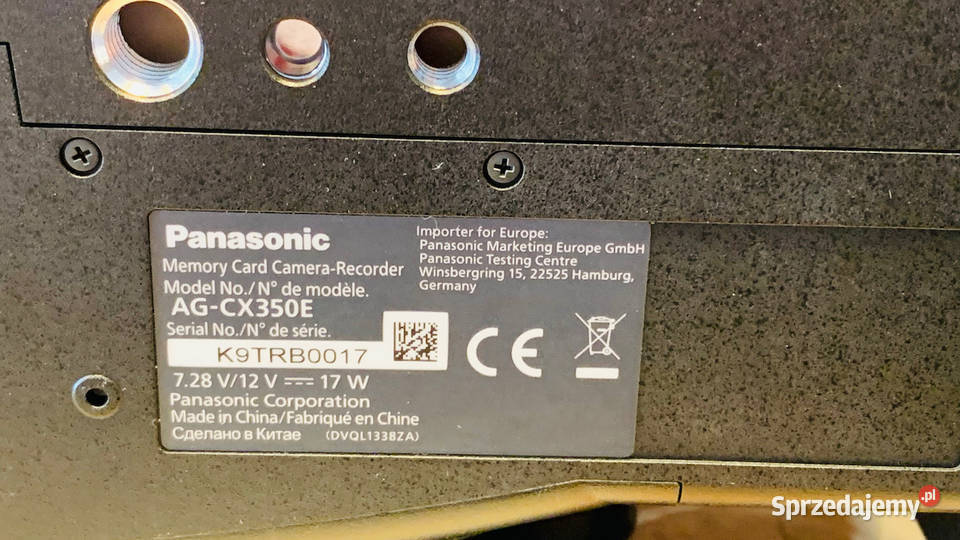 Panasonic
Memory Card Camera-Recorder
Model No./N° de modèle.
AG-CX350E
Serial No./N° de série.
K9TRB0017
7.28 V/12 V ⎓ 17 W
Panasonic Corporation
Made in China/Fabriqué en Chine
Сделано в Китае (DVQL1338ZA)
Importer for Europe:
Panasonic Marketing Europe GmbH
Panasonic Testing Centre
Winsbergring 15, 22525 Hamburg,
Germany
CE
Sprzedajemy.pl